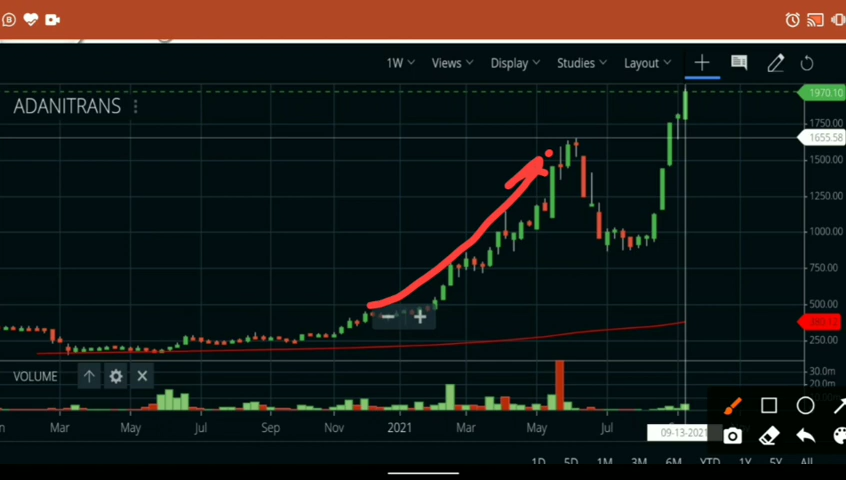 1W Views Display Studies Layout
ADANITRANS
1970.10
1750.00
1655.58
1500.00
1250.00
1000.00
750.00
500.00
250.00
VOLUME
30.0m
20.0m
Mar May Jul Sep Nov 2021 Mar May Jul
09-13-2021
1D 5D 1M 3M 6M YTD 1Y 5Y All